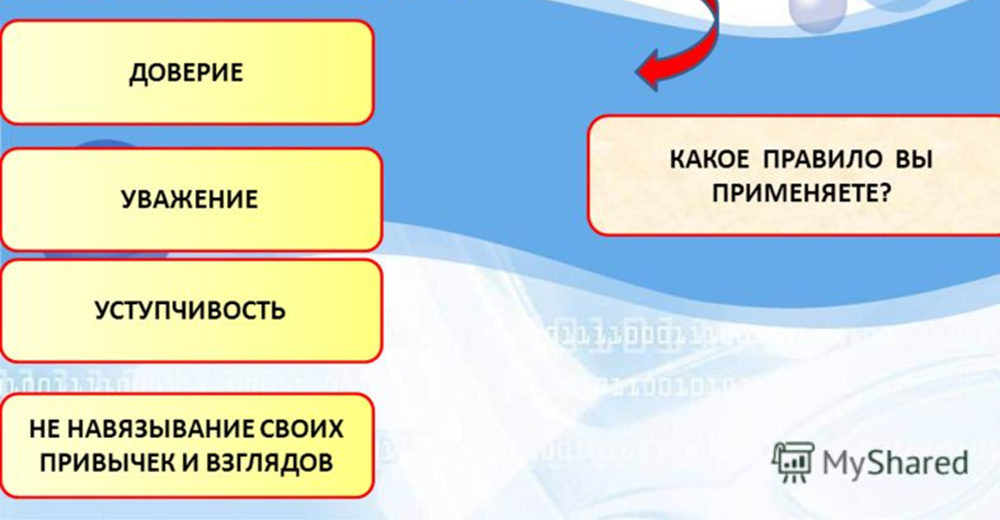 ДОВЕРИЕ
УВАЖЕНИЕ
УСТУПЧИВОСТЬ
НЕ НАВЯЗЫВАНИЕ СВОИХ
ПРИВЫЧЕК И ВЗГЛЯДОВ
КАКОЕ ПРАВИЛО ВЫ
ПРИМЕНЯЕТЕ?
MyShared